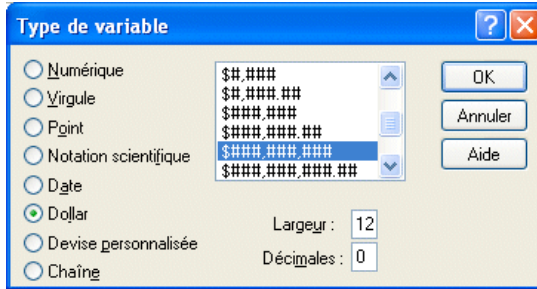 Type de variable
Numérique
Virgule
Point
Notation scientifique
Date
Dollar
Devise personnalisée
Chaîne
$#,###
$#,###.##
$###,###
$###,###.##
$###,###,###
$###,###,###.##
Largeur : 12
Décimales : 0
OK
Annuler
Aide